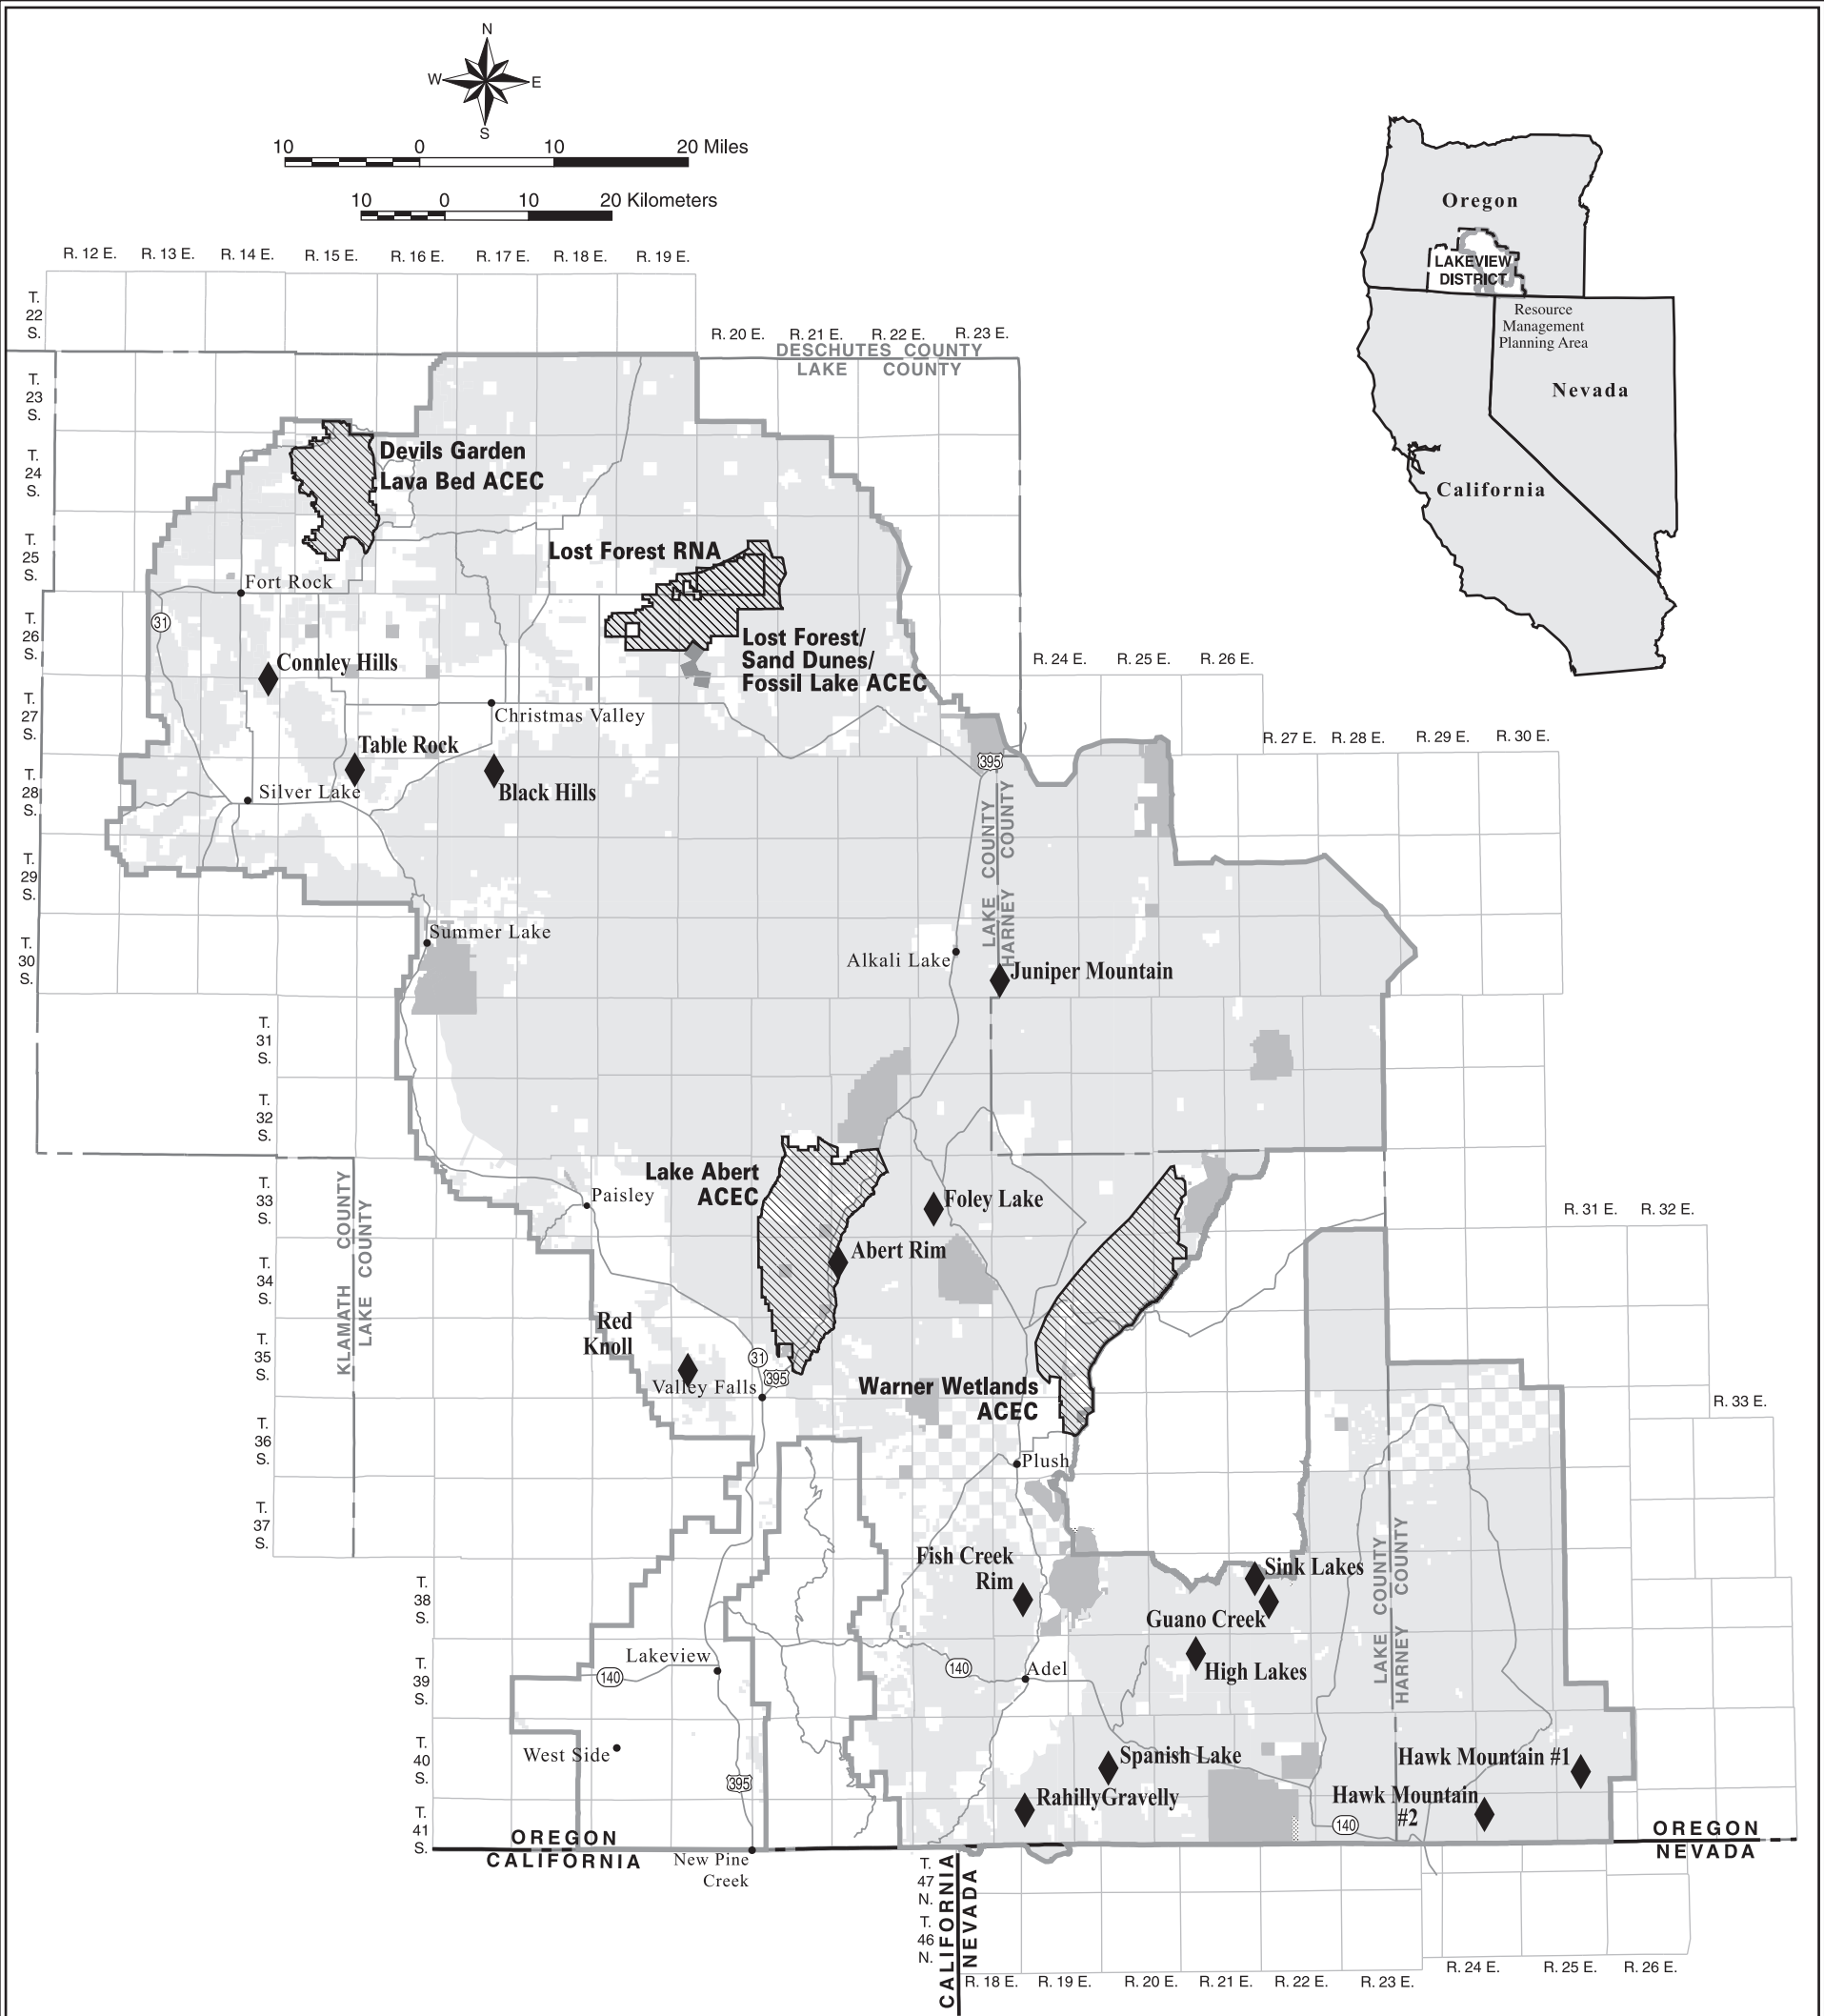 N
W E
S
10 0 10 20 Miles
10 0 10 20 Kilometers
Oregon
LAKEVIEW
DISTRICT
Resource
Management
Planning Area
Nevada
California
R. 12 E. R. 13 E. R. 14 E. R. 15 E. R. 16 E. R. 17 E. R. 18 E. R. 19 E.
T.
22
S.
R. 20 E. R. 21 E. R. 22 E. R. 23 E.
DESCHUTES COUNTY
LAKE COUNTY
T.
23
S.
Devils Garden
Lava Bed ACEC
T.
24
S.
Lost Forest RNA
T.
25
S.
Fort Rock
31
T.
26
S.
Lost Forest/
Sand Dunes/
Fossil Lake ACEC
Connley Hills
R. 24 E. R. 25 E. R. 26 E.
T.
27
S.
Christmas Valley
Table Rock
R. 27 E. R. 28 E. R. 29 E. R. 30 E.
395
T.
28
S.
Silver Lake
Black Hills
LAKE COUNTY
HARNEY COUNTY
T.
29
S.
Summer Lake
T.
30
S.
Alkali Lake
Juniper Mountain
T.
31
S.
T.
32
S.
Lake Abert
ACEC
T.
33
S.
Paisley
Foley Lake
R. 31 E. R. 32 E.
KLAMATH COUNTY
LAKE COUNTY
Abert Rim
T.
34
S.
Red
Knoll
T.
35
S.
31
395
Valley Falls
Warner Wetlands
ACEC
R. 33 E.
T.
36
S.
Plush
T.
37
S.
LAKE COUNTY
HARNEY COUNTY
Fish Creek
Rim
Sink Lakes
T.
38
S.
Guano Creek
Lakeview
140
140
Adel
High Lakes
T.
39
S.
T.
40
S.
West Side
395
Spanish Lake
Hawk Mountain #1
RahillyGravelly
Hawk Mountain
#2
140
T.
41
S.
OREGON
CALIFORNIA
OREGON
NEVADA
New Pine
Creek
T.
47
N.
T.
46
N.
CALIFORNIA
NEVADA
R. 18 E. R. 19 E. R. 20 E. R. 21 E. R. 22 E. R. 23 E. R. 24 E. R. 25 E. R. 26 E.